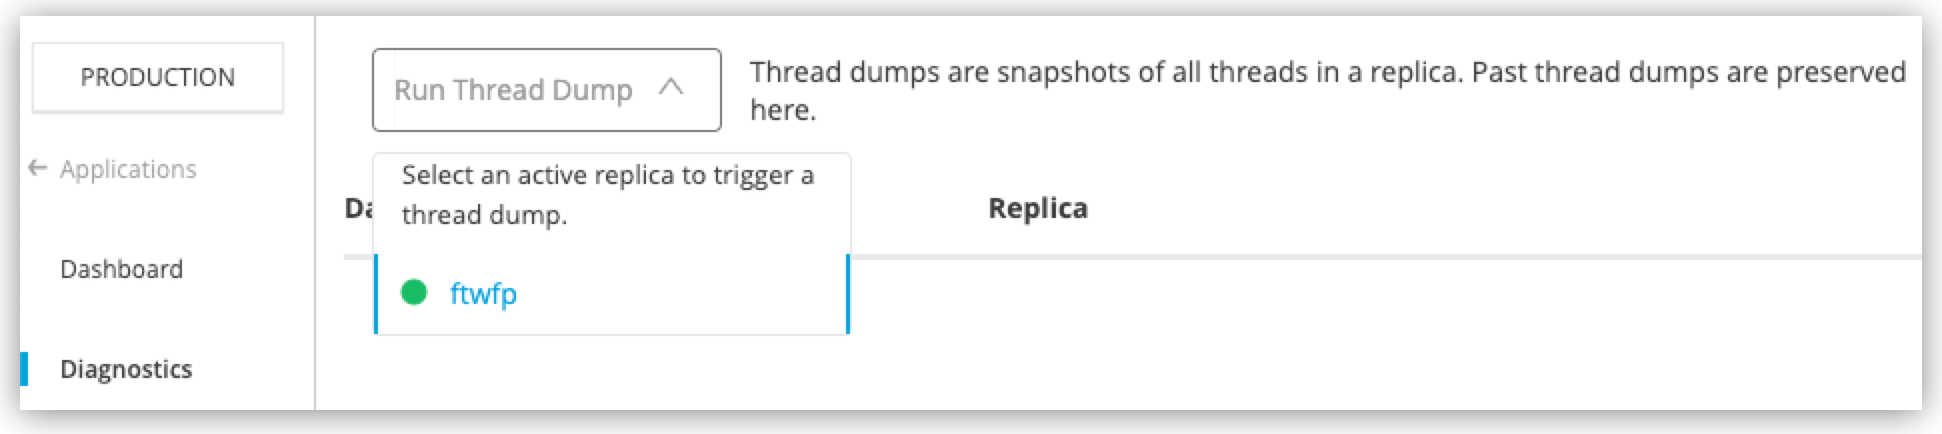 PRODUCTION
← Applications
Dashboard
Diagnostics
Run Thread Dump
Thread dumps are snapshots of all threads in a replica. Past thread dumps are preserved
here.
Select an active replica to trigger a
thread dump.
ftwfp
Replica